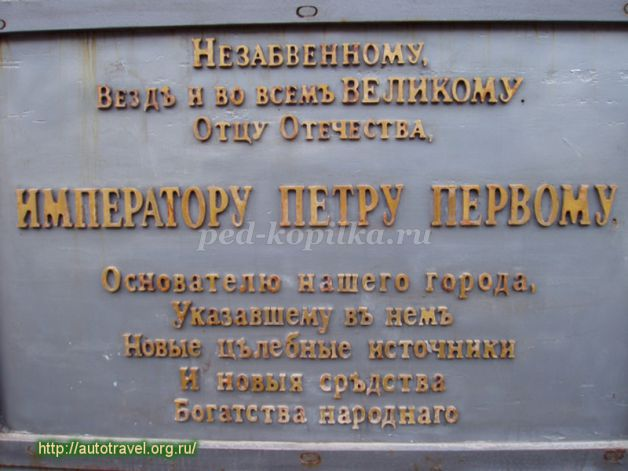 Незабвенному,
Вездѣ и во всемъ ВЕЛИКОМУ.
Отцу Отечества,
ИМПЕРАТОРУ ПЕТРУ ПЕРВОМУ,
ped-kopilka.ru
Основателю нашего города,
Указавшему въ немъ
Новые цѣлебные источники
И новыя срѣдства
Богатства народнаго
http://autotravel.org.ru/